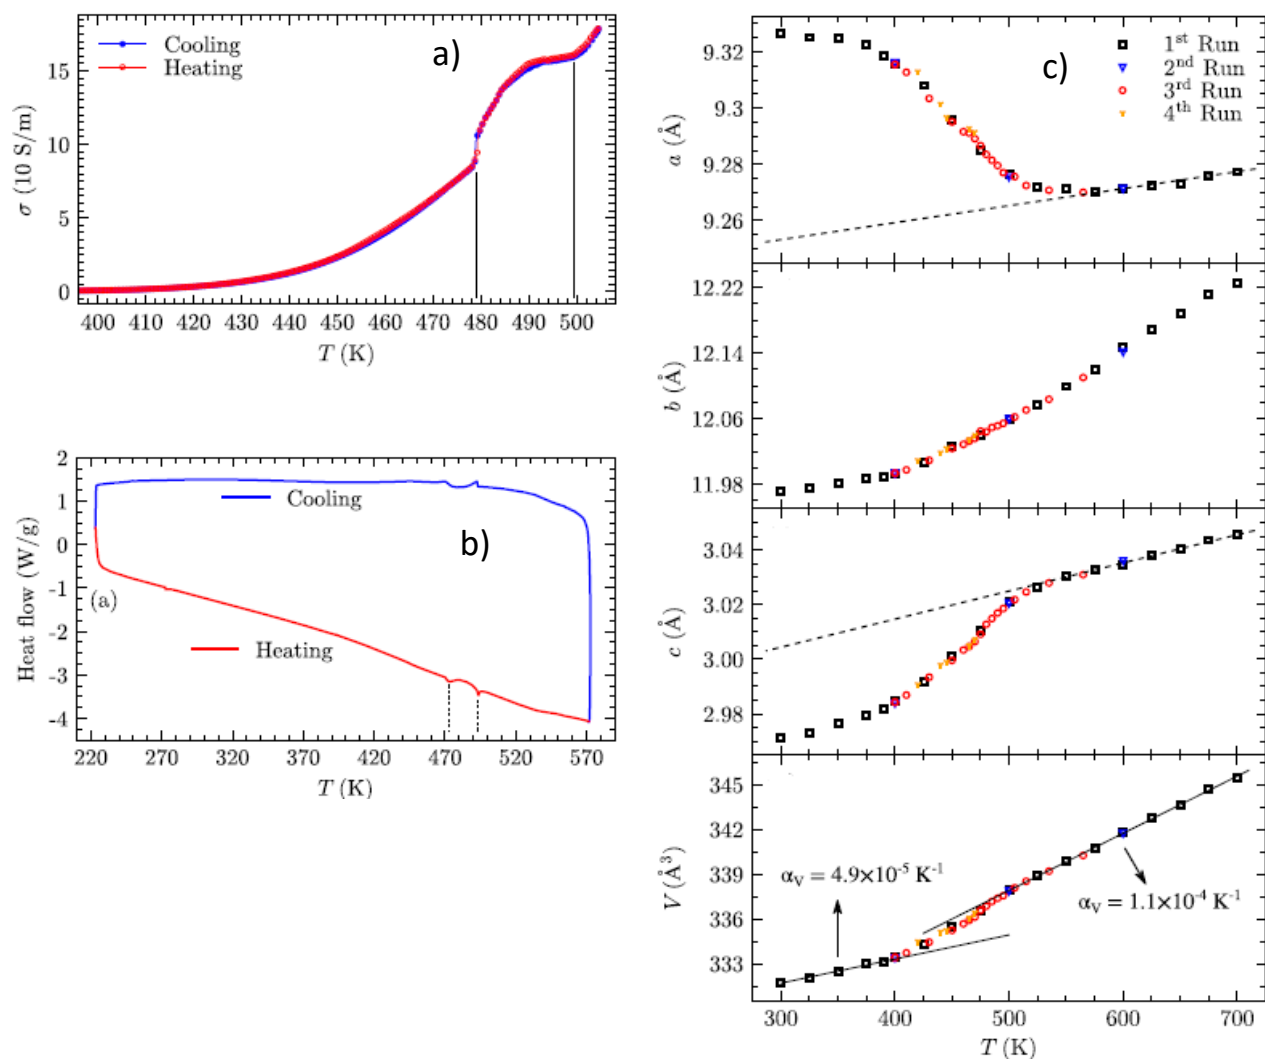 a)
Cooling
Heating
15
10
5
0
σ (10 S/m)
400 410 420 430 440 450 460 470 480 490 500
T (K)
b)
2
1
0
-1
-2
-3
-4
Heat flow (W/g)
Cooling
(a)
Heating
220 270 320 370 420 470 520 570
T (K)
c)
1st Run
2nd Run
3rd Run
4th Run
9.32
9.3
9.28
9.26
a (Å)
12.22
12.14
12.06
11.98
b (Å)
3.04
3.02
3.00
2.98
c (Å)
345
342
339
336
333
V (Å³)
αV = 4.9×10-5 K-1
αV = 1.1×10-4 K-1
300 400 500 600 700
T (K)